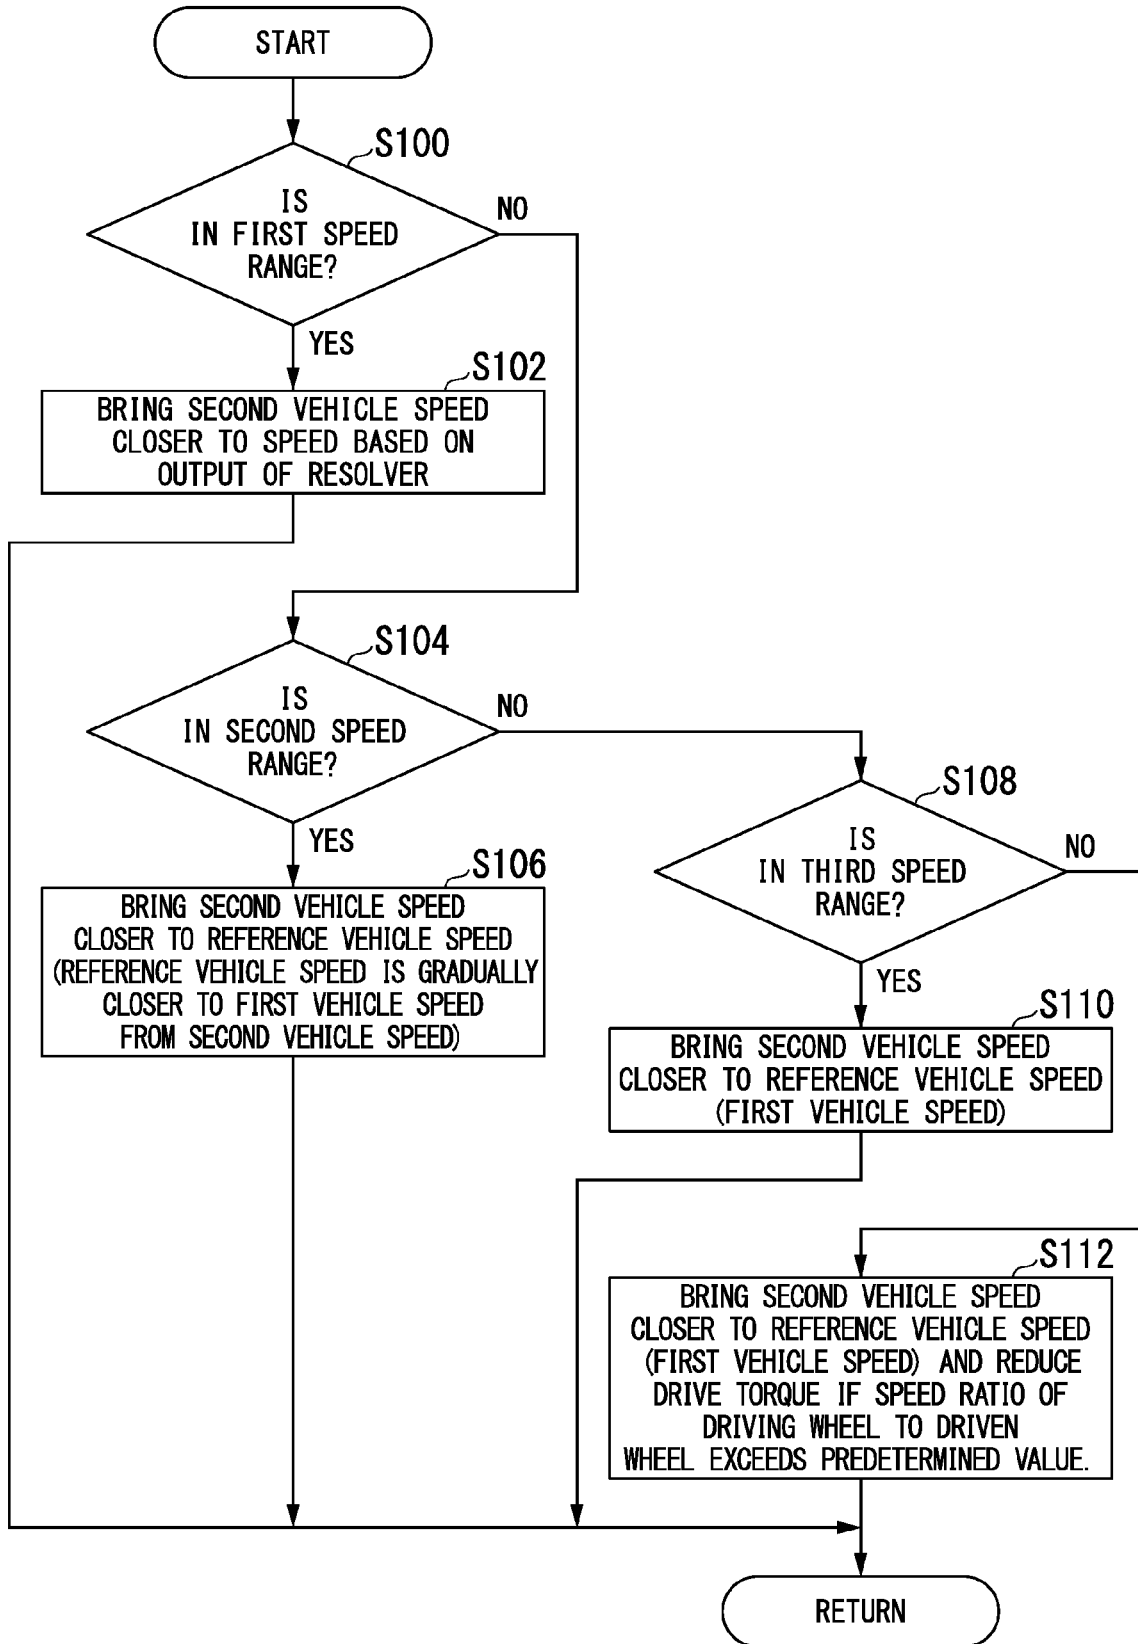 START
S100
IS
IN FIRST SPEED
RANGE?
NO
YES
S102
BRING SECOND VEHICLE SPEED
CLOSER TO SPEED BASED ON
OUTPUT OF RESOLVER
S104
IS
IN SECOND SPEED
RANGE?
NO
YES
S106
BRING SECOND VEHICLE SPEED
CLOSER TO REFERENCE VEHICLE SPEED
(REFERENCE VEHICLE SPEED IS GRADUALLY
CLOSER TO FIRST VEHICLE SPEED
FROM SECOND VEHICLE SPEED)
S108
IS
IN THIRD SPEED
RANGE?
NO
YES
S110
BRING SECOND VEHICLE SPEED
CLOSER TO REFERENCE VEHICLE SPEED
(FIRST VEHICLE SPEED)
S112
BRING SECOND VEHICLE SPEED
CLOSER TO REFERENCE VEHICLE SPEED
(FIRST VEHICLE SPEED) AND REDUCE
DRIVE TORQUE IF SPEED RATIO OF
DRIVING WHEEL TO DRIVEN
WHEEL EXCEEDS PREDETERMINED VALUE.
RETURN